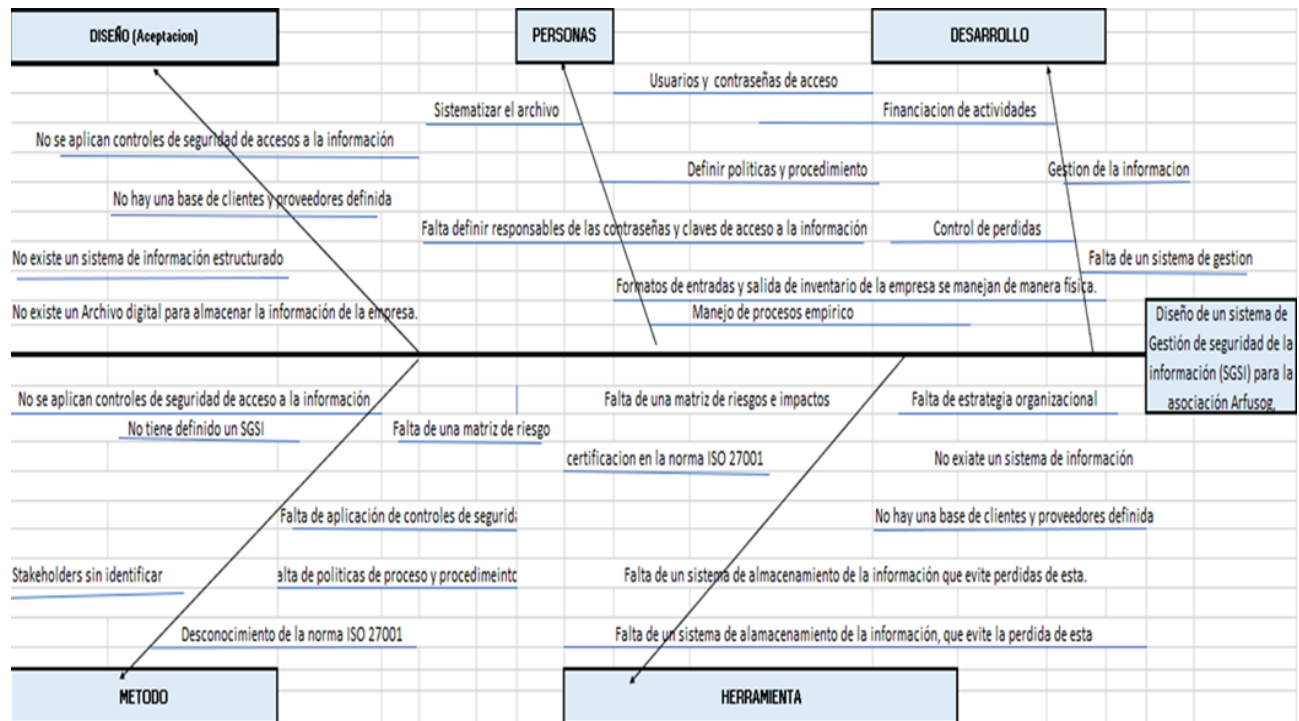 DISEÑO (Aceptacion)
PERSONAS
DESARROLLO
Usuarios y contraseñas de acceso
Sistematizar el archivo
Financiacion de actividades
No se aplican controles de seguridad de accesos a la información
Definir politicas y procedimiento
Gestion de la informacion
No hay una base de clientes y proveedores definida
Falta definir responsables de las contraseñas y claves de acceso a la información
Control de perdidas
No existe un sistema de información estructurado
Falta de un sistema de gestion
Formatos de entradas y salida de inventario de la empresa se manejan de manera física.
No existe un Archivo digital para almacenar la información de la empresa.
Manejo de procesos empirico
Diseño de un sistema de
Gestión de seguridad de la
información (SGSI) para la
asociación Arfusog,
No se aplican controles de seguridad de acceso a la información
Falta de una matriz de riesgos e impactos
Falta de estrategia organizacional
No tiene definido un SGSI
Falta de una matriz de riesgo
certificacion en la norma ISO 27001
No exiate un sistema de información
Falta de aplicación de controles de segurida
No hay una base de clientes y proveedores definida
Stakeholders sin identificar
alta de politicas de proceso y procedimeinto
Falta de un sistema de almacenamiento de la información que evite perdidas de esta.
Desconocimiento de la norma ISO 27001
Falta de un sistema de alamacenamiento de la información, que evite la perdida de esta
METODO
HERRAMIENTA